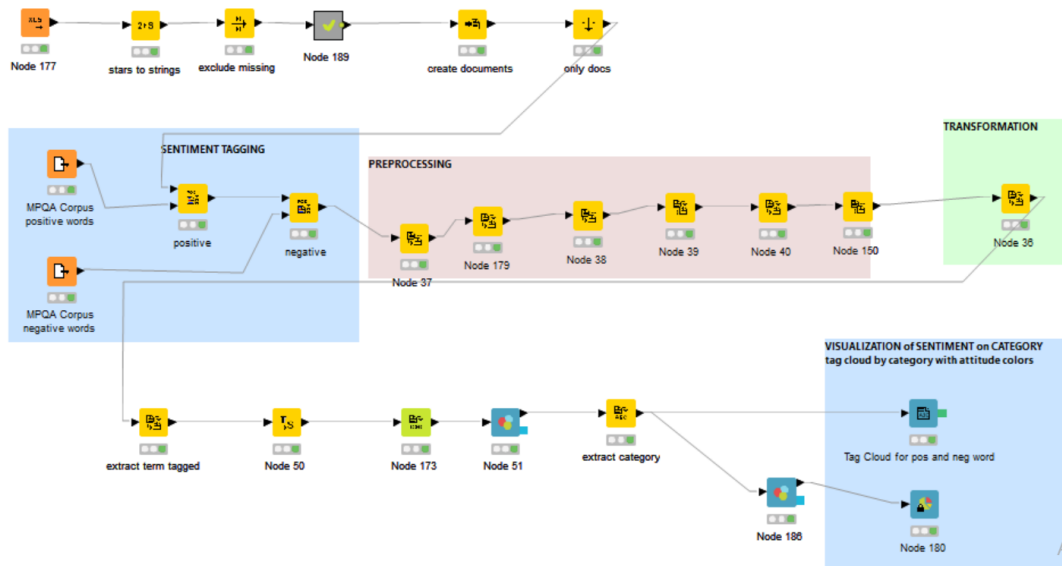 XLS
Node 177
2→S
stars to strings
exclude missing
Node 189
create documents
only docs
SENTIMENT TAGGING
MPQA Corpus
positive words
positive
negative
MPQA Corpus
negative words
PREPROCESSING
Node 37
Node 179
Node 38
Node 39
Node 40
Node 150
TRANSFORMATION
Node 36
extract term tagged
Node 50
Node 173
Node 51
extract category
Node 186
VISUALIZATION of SENTIMENT on CATEGORY
tag cloud by category with attitude colors
Tag Cloud for pos and neg word
Node 180